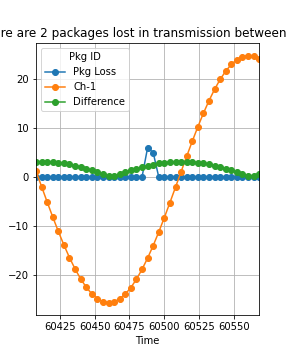 re are 2 packages lost in transmission between
Pkg ID
Pkg Loss
Ch-1
Difference
20
10
0
−10
−20
60425 60450 60475 60500 60525 60550
Time